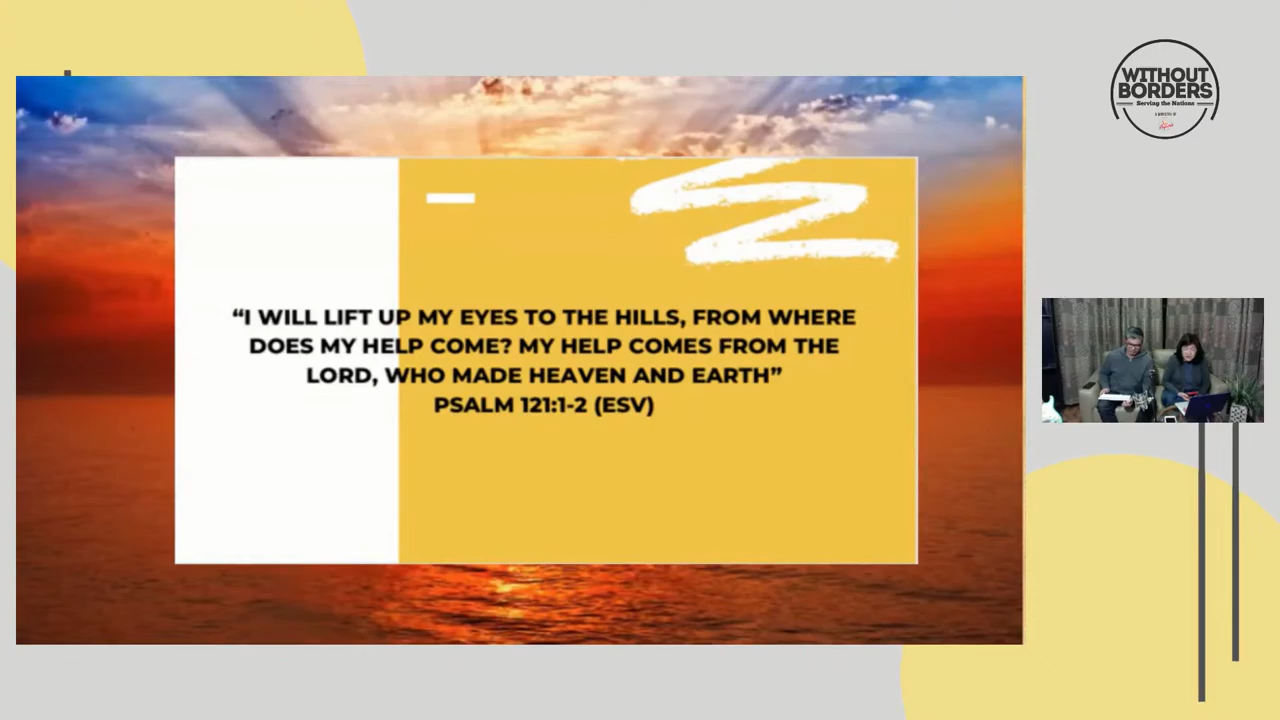 WITHOUT
BORDERS
Serving the Nations
“I WILL LIFT UP MY EYES TO THE HILLS, FROM WHERE
DOES MY HELP COME? MY HELP COMES FROM THE
LORD, WHO MADE HEAVEN AND EARTH”
PSALM 121:1-2 (ESV)